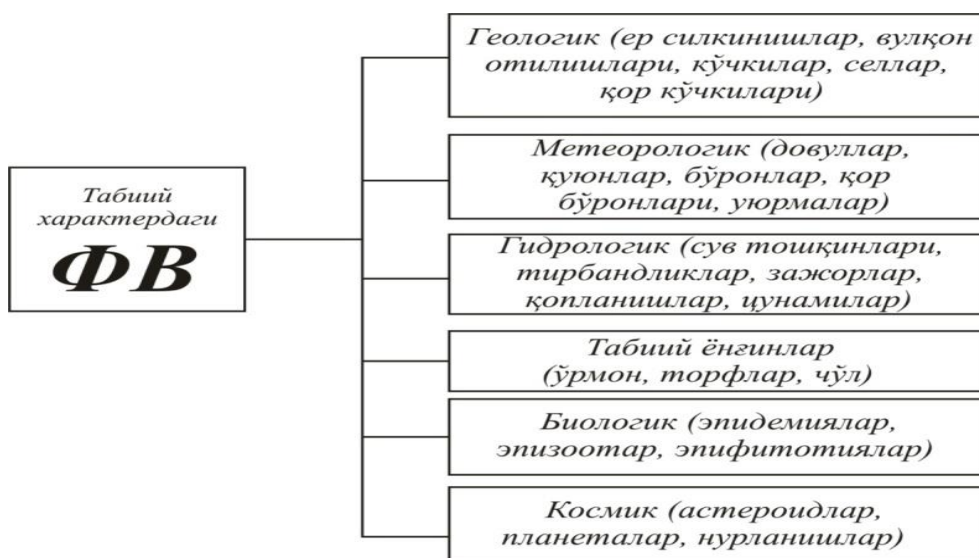 Табиий
характердаги
ФВ
Геологик (ер силкинишлар, вулқон
отилишлари, кўчкилар, селлар,
қор кўчкилари)
Метеорологик (довуллар,
қуюнлар, бўронлар, қор
бўронлари, уюрмалар)
Гидрологик (сув тошқинлари,
тирбандликлар, зажорлар,
қопланишлар, цунамилар)
Табиий ёнғинлар
(ўрмон, торфлар, чўл)
Биологик (эпидемиялар,
эпизоотар, эпифитотиялар)
Космик (астероидлар,
планеталар, нурланишлар)